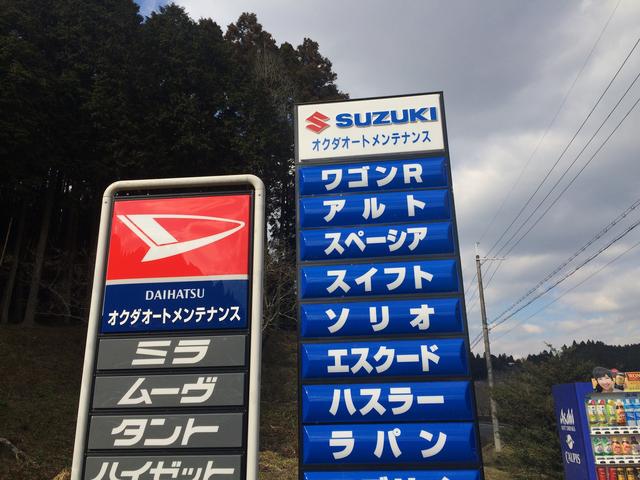 DAIHATSU
オクダオートメンテナンス
ミラ
ムーヴ
タント
ハイゼット
SUZUKI
オクダオートメンテナンス
ワゴンR
アルト
スペーシア
スイフト
ソリオ
エスクード
ハスラー
ラパン
Asahi
CALPIS